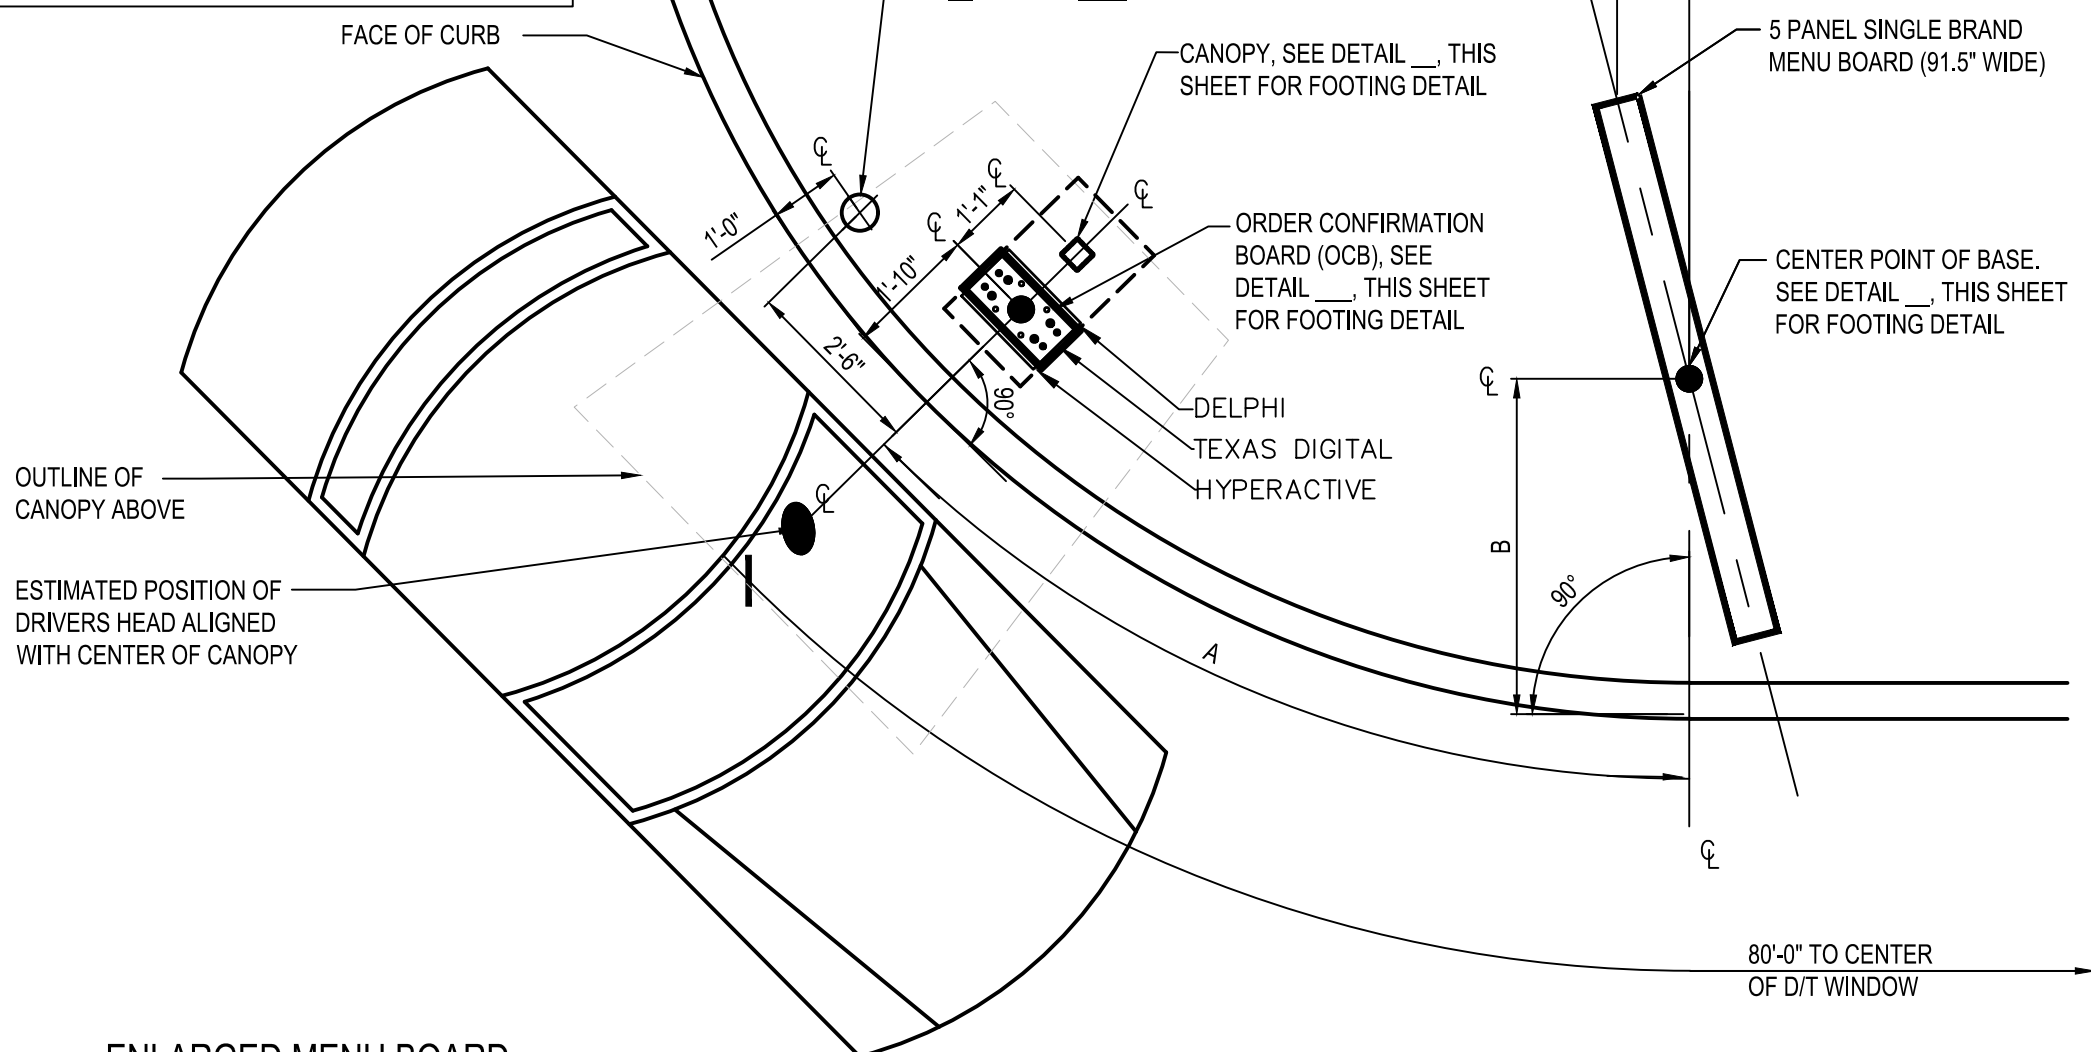 FACE OF CURB
CANOPY, SEE DETAIL __, THIS
SHEET FOR FOOTING DETAIL
5 PANEL SINGLE BRAND
MENU BOARD (91.5" WIDE)
1'-0"
1'-1"
1'-10"
2'-6"
90°
ORDER CONFIRMATION
BOARD (OCB), SEE
DETAIL ___, THIS SHEET
FOR FOOTING DETAIL
CENTER POINT OF BASE.
SEE DETAIL __, THIS SHEET
FOR FOOTING DETAIL
DELPHI
TEXAS DIGITAL
HYPERACTIVE
OUTLINE OF
CANOPY ABOVE
ESTIMATED POSITION OF
DRIVERS HEAD ALIGNED
WITH CENTER OF CANOPY
A
B
90°
80'-0" TO CENTER
OF D/T WINDOW
ENLARGED MENU BOARD